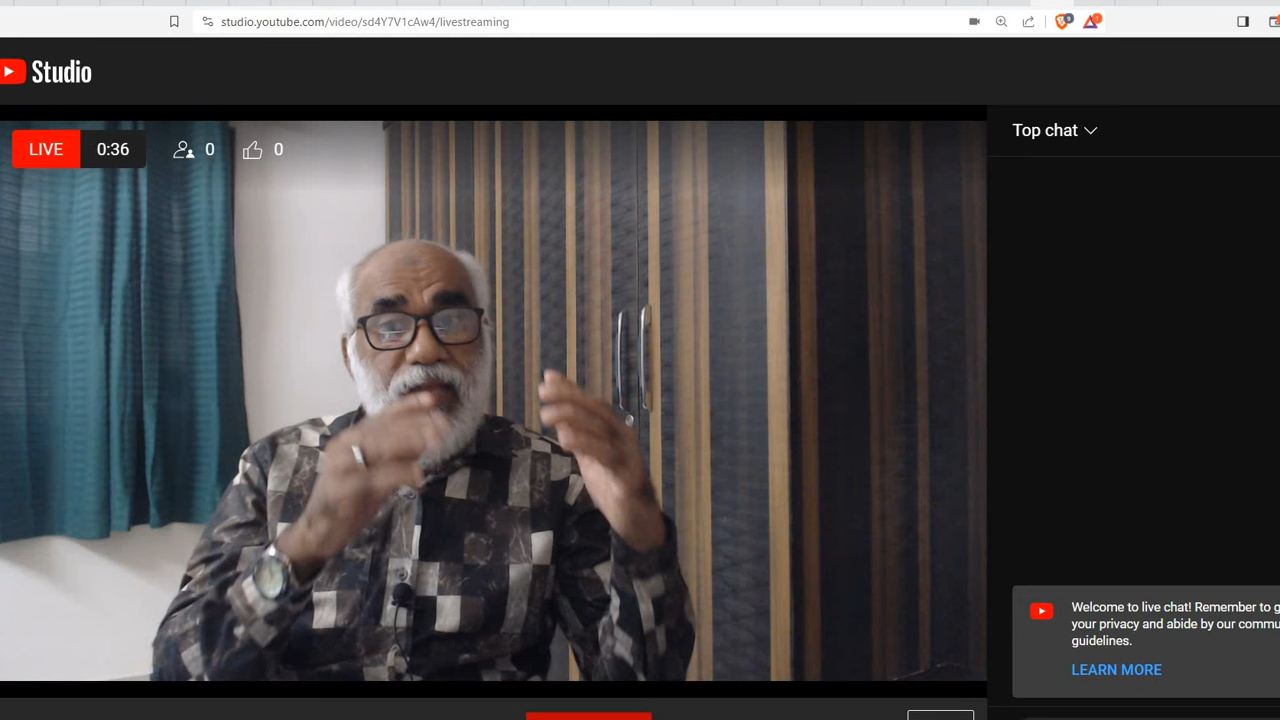 studio.youtube.com/video/sd4Y7V1cAw4/livestreaming
Studio
LIVE 0:36 0 0
Top chat
Welcome to live chat! Remember to g
your privacy and abide by our commu
guidelines.
LEARN MORE